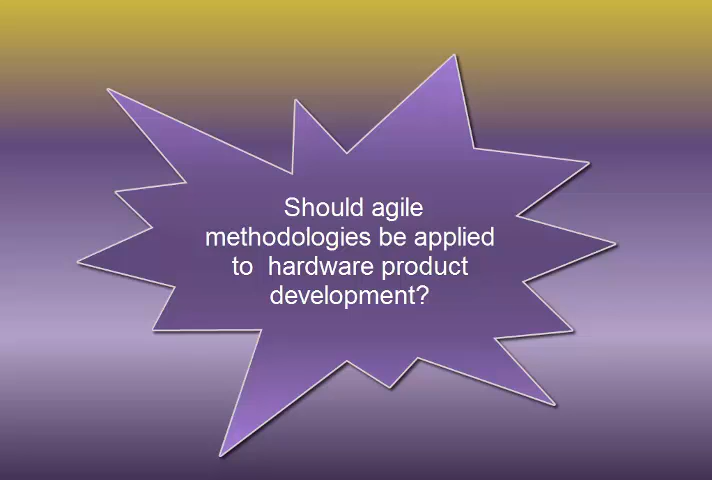 Should agile
methodologies be applied
to  hardware product
development?